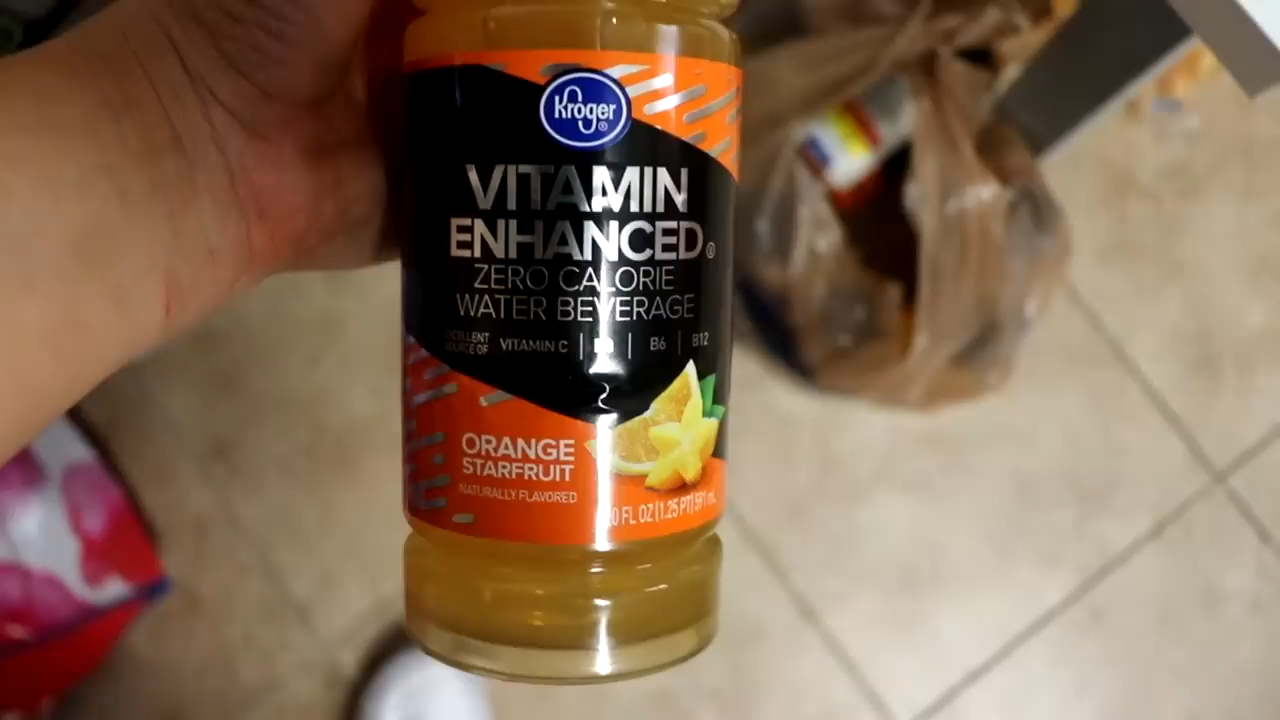 Kroger®
VITAMIN
ENHANCED®
ZERO CALORIE
WATER BEVERAGE
VITAMIN C | | B6 | B12
ORANGE
STARFRUIT
NATURALLY FLAVORED
FL OZ (1.25 PT) 591 mL